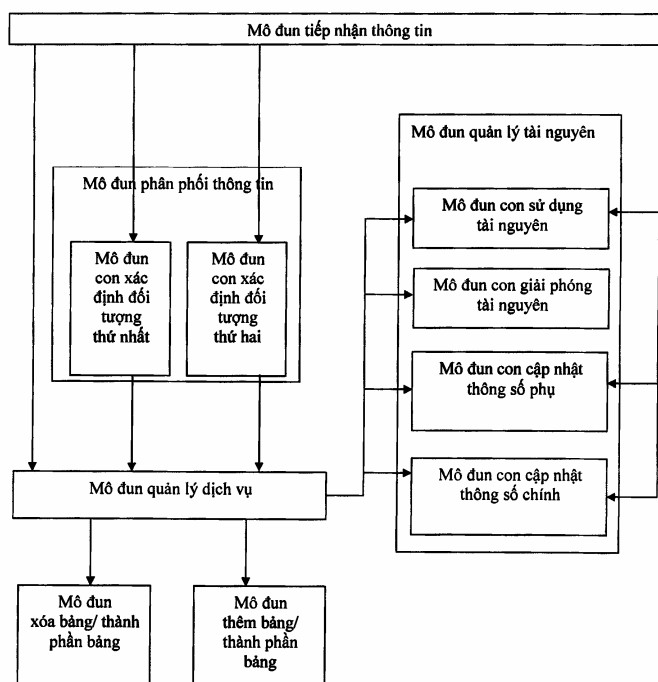 Mô đun tiếp nhận thông tin
Mô đun quản lý tài nguyên
Mô đun phân phối thông tin
Mô đun con sử dụng
tài nguyên
Mô đun
con xác
định đối
tượng
thứ nhất
Mô đun
con xác
định đối
tượng
thứ hai
Mô đun con giải phóng
tài nguyên
Mô đun con cập nhật
thông số phụ
Mô đun con cập nhật
thông số chính
Mô đun quản lý dịch vụ
Mô đun
xóa bảng/ thành
phần bảng
Mô đun
thêm bảng/
thành phần
bảng